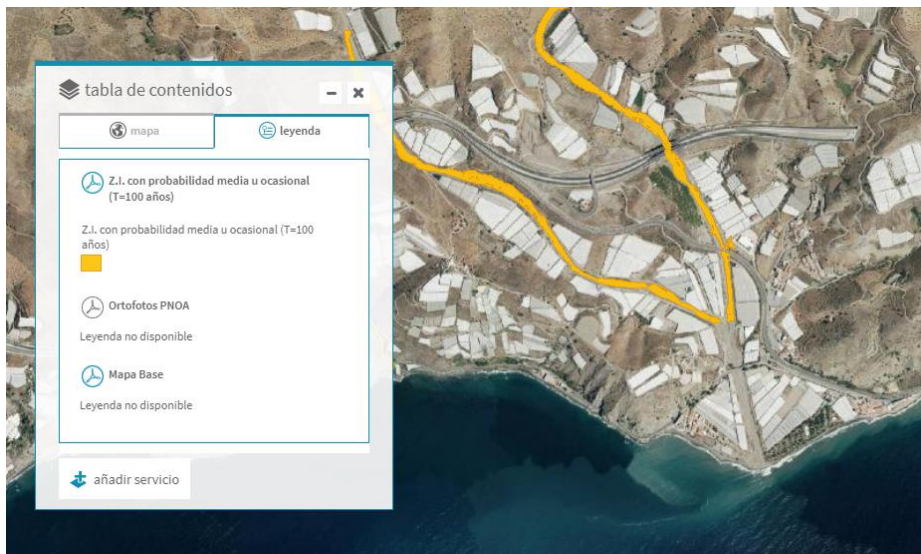 tabla de contenidos
mapa
leyenda
Z.I. con probabilidad media u ocasional
(T=100 años)
Z.I. con probabilidad media u ocasional (T=100
años)
Ortofotos PNOA
Leyenda no disponible
Mapa Base
Leyenda no disponible
añadir servicio